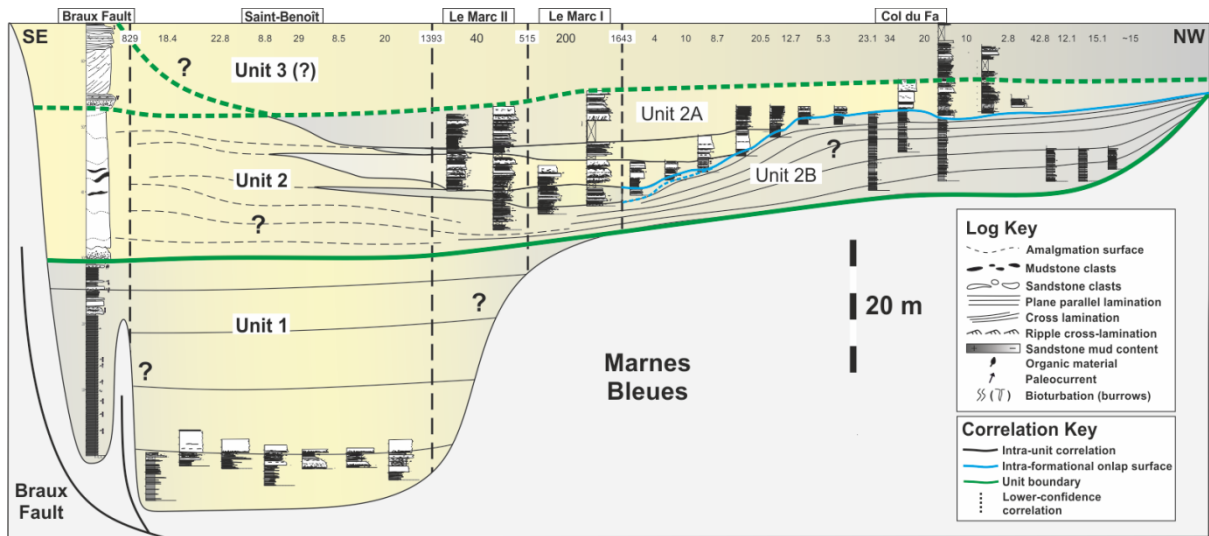 Braux Fault
Saint-Benoît
Le Marc II
Le Marc I
Col du Fa
SE
829
18.4
22.8
8.8
29
8.5
20
1393
40
515
200
1643
4
10
8.7
20.5
12.7
5.3
23.1
34
20
10
2.8
42.8
12.1
15.1
~15
NW
?
Unit 3 (?)
Unit 2A
Unit 2
?
Unit 2B
?
Unit 1
?
?
20 m
Marnes
Bleues
Braux
Fault
Log Key
Amalgmation surface
Mudstone clasts
Sandstone clasts
Plane parallel lamination
Cross lamination
Ripple cross-lamination
+ − Sandstone mud content
Organic material
Paleocurrent
Bioturbation (burrows)
Correlation Key
Intra-unit correlation
Intra-formational onlap surface
Unit boundary
Lower-confidence
correlation